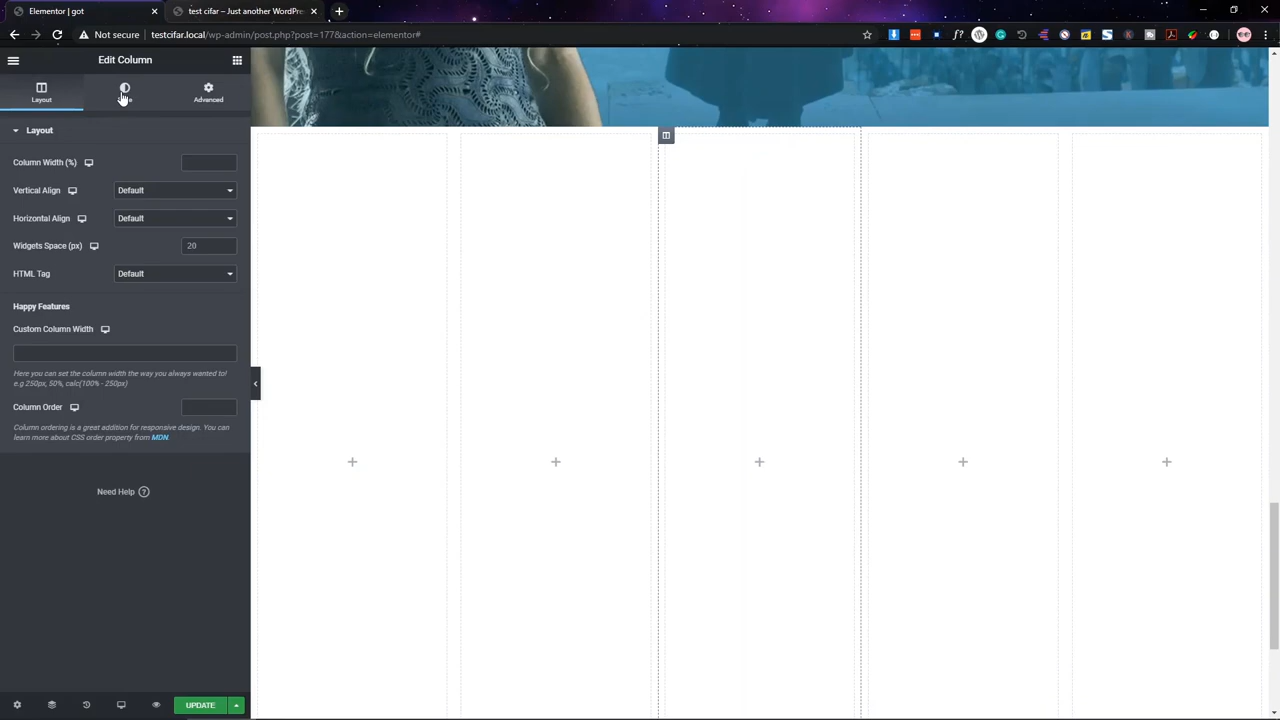 Elementor | got
test cifar – Just another WordPre
Not secure
testcifar.local/wp-admin/post.php?post=177&action=elementor#
Edit Column
Layout
Advanced
Layout
Column Width (%)
Vertical Align
Default
Horizontal Align
Default
Widgets Space (px)
20
HTML Tag
Default
Happy Features
Custom Column Width
Here you can set the column width the way you always wanted to!
e.g 250px, 50%, calc(100% - 250px)
Column Order
Column ordering is a great addition for responsive design. You can
learn more about CSS order property from MDN.
Need Help ?
UPDATE